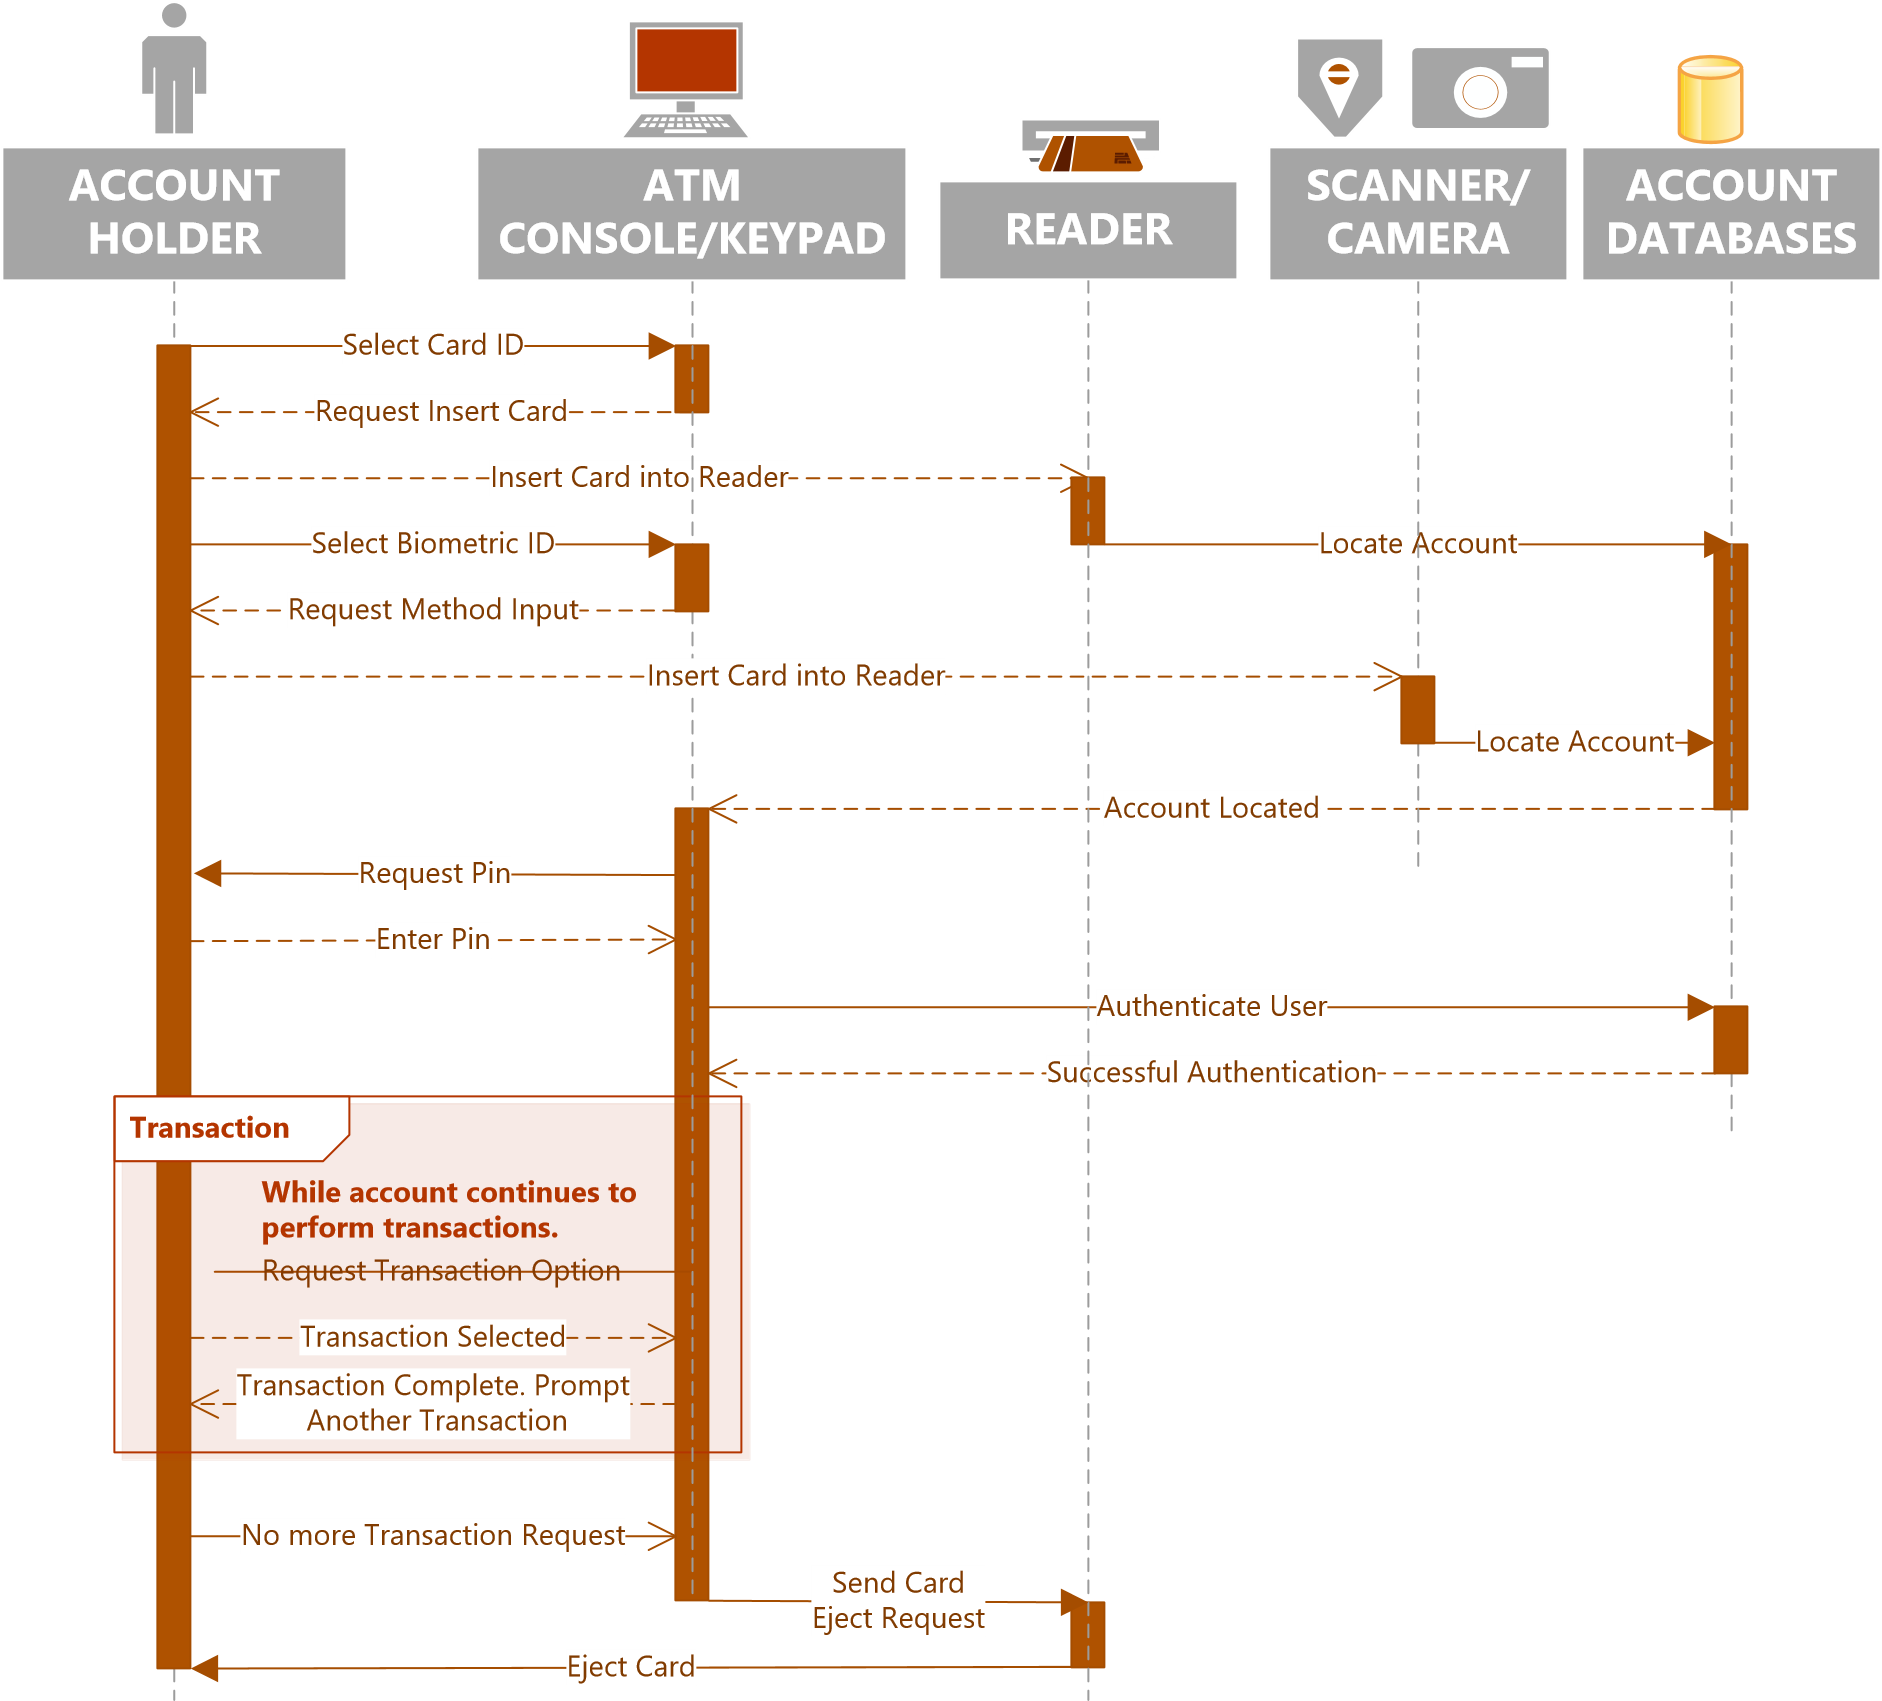 ACCOUNT
HOLDER
ATM
CONSOLE/KEYPAD
READER
SCANNER/
CAMERA
ACCOUNT
DATABASES
Select Card ID
Request Insert Card
Insert Card into Reader
Select Biometric ID
Locate Account
Request Method Input
Insert Card into Reader
Locate Account
Account Located
Request Pin
Enter Pin
Authenticate User
Successful Authentication
Transaction
While account continues to
perform transactions.
Request Transaction Option
Transaction Selected
Transaction Complete. Prompt
Another Transaction
No more Transaction Request
Send Card
Eject Request
Eject Card